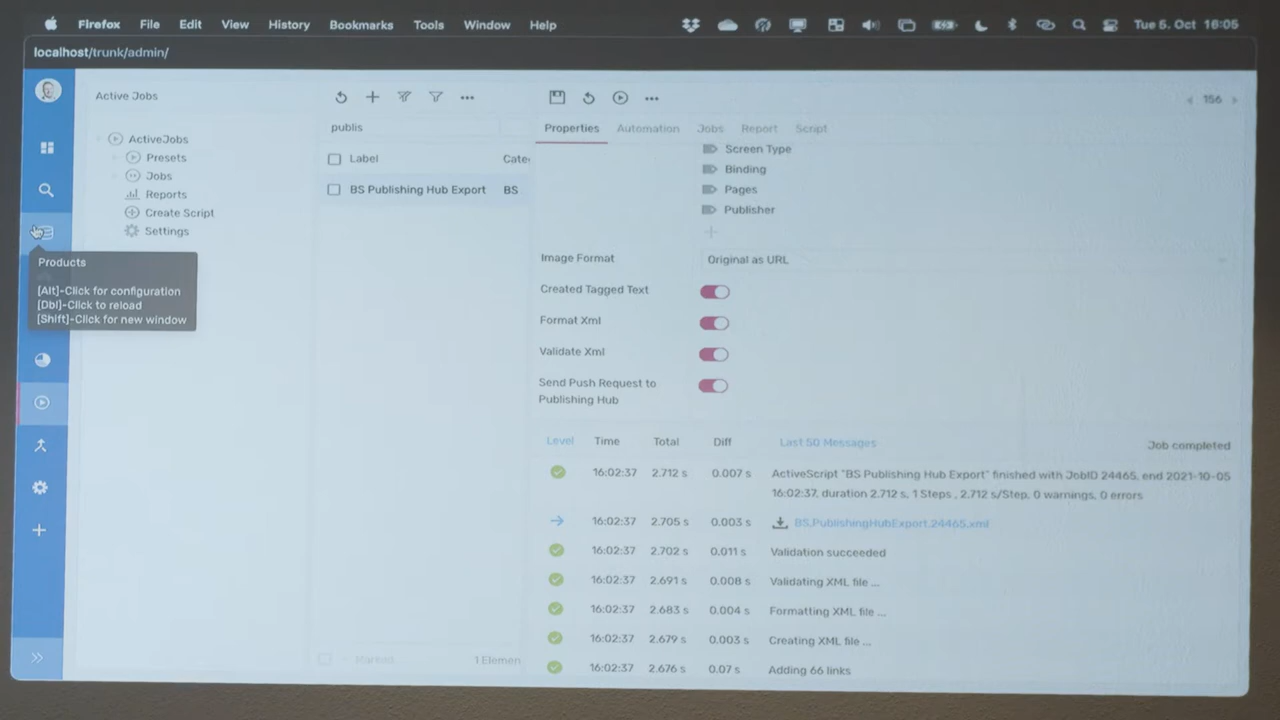 Firefox File Edit View History Bookmarks Tools Window Help Tue 5. Oct 16:05
localhost/trunk/admin/
Active Jobs
156
publis
Properties Automation Jobs Report Script
ActiveJobs
Presets
Jobs
Reports
Create Script
Settings
Label
BS Publishing Hub Export BS
Screen Type
Binding
Pages
Publisher
Products
[Alt]-Click for configuration
[Dbl]-Click to reload
[Shift]-Click for new window
Image Format Original as URL
Created Tagged Text
Format Xml
Validate Xml
Send Push Request to
Publishing Hub
Level Time Total Diff Last 50 Messages Job completed
16:02:37 2.712 s 0.007 s ActiveScript "BS Publishing Hub Export" finished with JobID 24465, end 2021-10-05
16:02:37, duration 2.712 s, 1 Steps , 2.712 s/Step, 0 warnings, 0 errors
16:02:37 2.705 s 0.003 s BS.PublishingHubExport.24465.xml
16:02:37 2.702 s 0.011 s Validation succeeded
16:02:37 2.691 s 0.008 s Validating XML file ...
16:02:37 2.683 s 0.004 s Formatting XML file ...
16:02:37 2.679 s 0.003 s Creating XML file ...
16:02:37 2.676 s 0.07 s Adding 66 links
1 Elemen